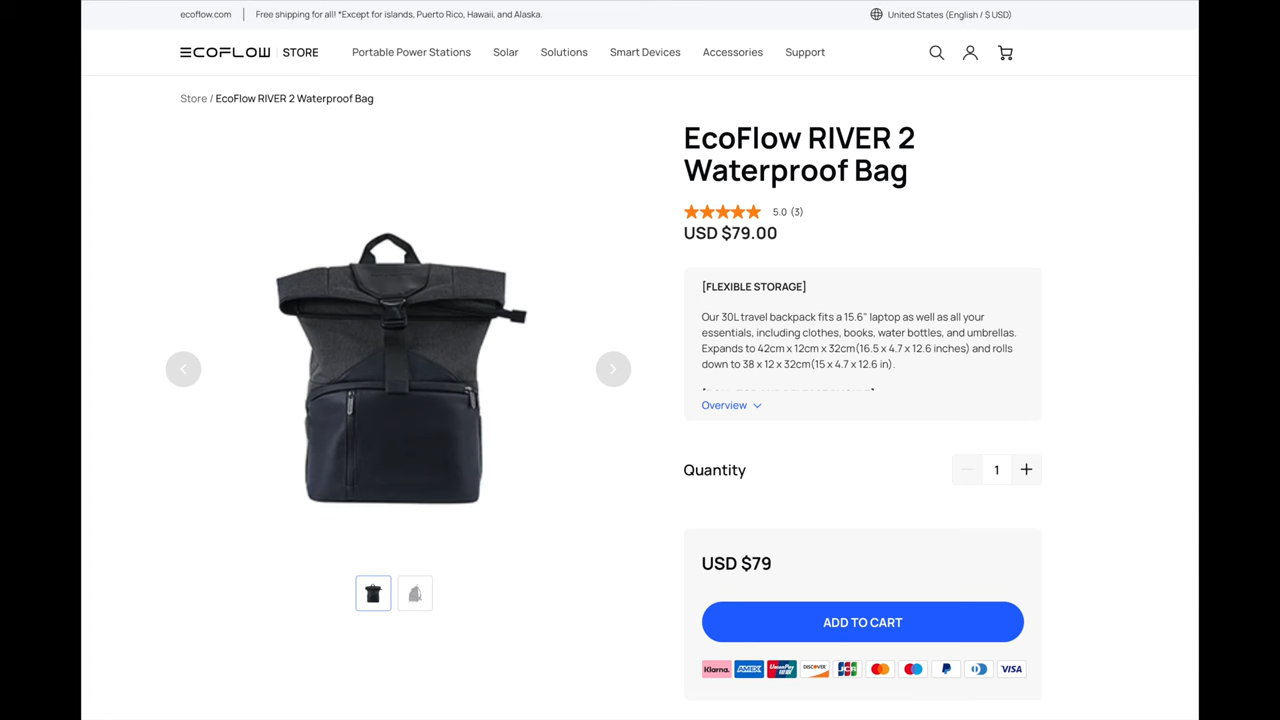 ecoflow.com
Free shipping for all! *Except for islands, Puerto Rico, Hawaii, and Alaska.
United States (English / $ USD)
ECOFLOW STORE
Portable Power Stations
Solar
Solutions
Smart Devices
Accessories
Support
Store / EcoFlow RIVER 2 Waterproof Bag
EcoFlow RIVER 2
Waterproof Bag
5.0 (3)
USD $79.00
[FLEXIBLE STORAGE]
Our 30L travel backpack fits a 15.6" laptop as well as all your
essentials, including clothes, books, water bottles, and umbrellas.
Expands to 42cm x 12cm x 32cm(16.5 x 4.7 x 12.6 inches) and rolls
down to 38 x 12 x 32cm(15 x 4.7 x 12.6 in).
Overview
Quantity
1
USD $79
ADD TO CART
Klarna. AMEX UnionPay DISCOVER JCB VISA